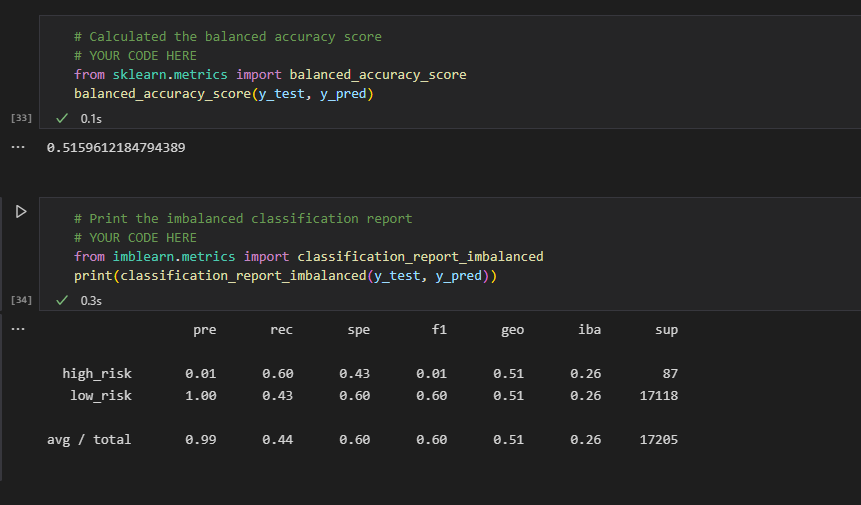 # Calculated the balanced accuracy score
# YOUR CODE HERE
from sklearn.metrics import balanced_accuracy_score
balanced_accuracy_score(y_test, y_pred)
[33] ✓ 0.1s
... 0.5159612184794389
# Print the imbalanced classification report
# YOUR CODE HERE
from imblearn.metrics import classification_report_imbalanced
print(classification_report_imbalanced(y_test, y_pred))
[34] ✓ 0.3s
... pre rec spe f1 geo iba sup
high_risk 0.01 0.60 0.43 0.01 0.51 0.26 87
low_risk 1.00 0.43 0.60 0.60 0.51 0.26 17118
avg / total 0.99 0.44 0.60 0.60 0.51 0.26 17205